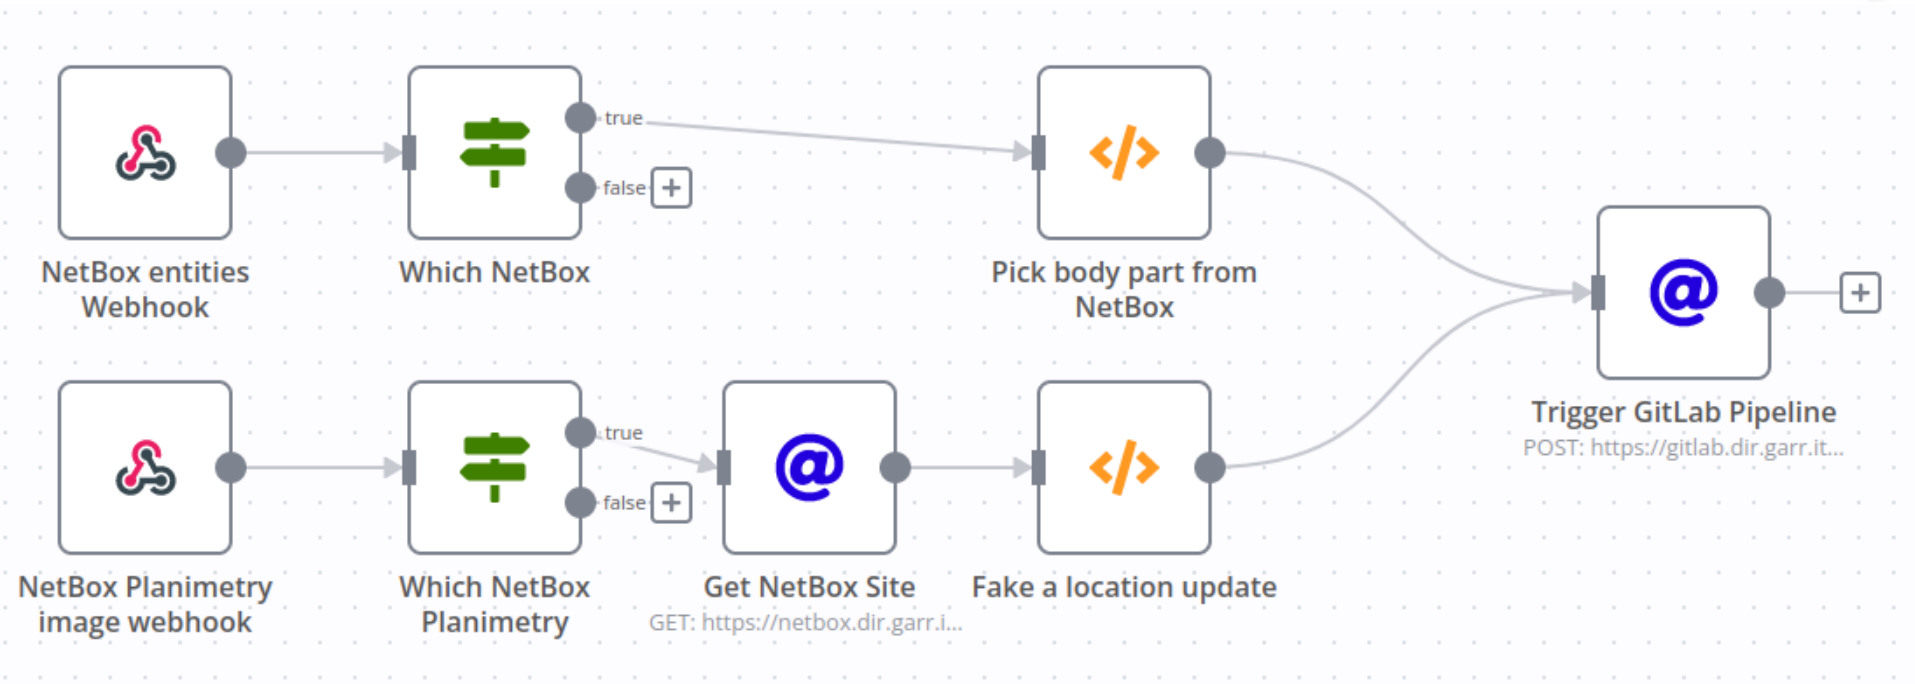 true
false
NetBox entities
Webhook
Which NetBox
Pick body part from
NetBox
Trigger GitLab Pipeline
POST: https://gitlab.dir.garr.it...
true
false
NetBox Planimetry
image webhook
Which NetBox
Planimetry
Get NetBox Site
GET: https://netbox.dir.garr.i...
Fake a location update